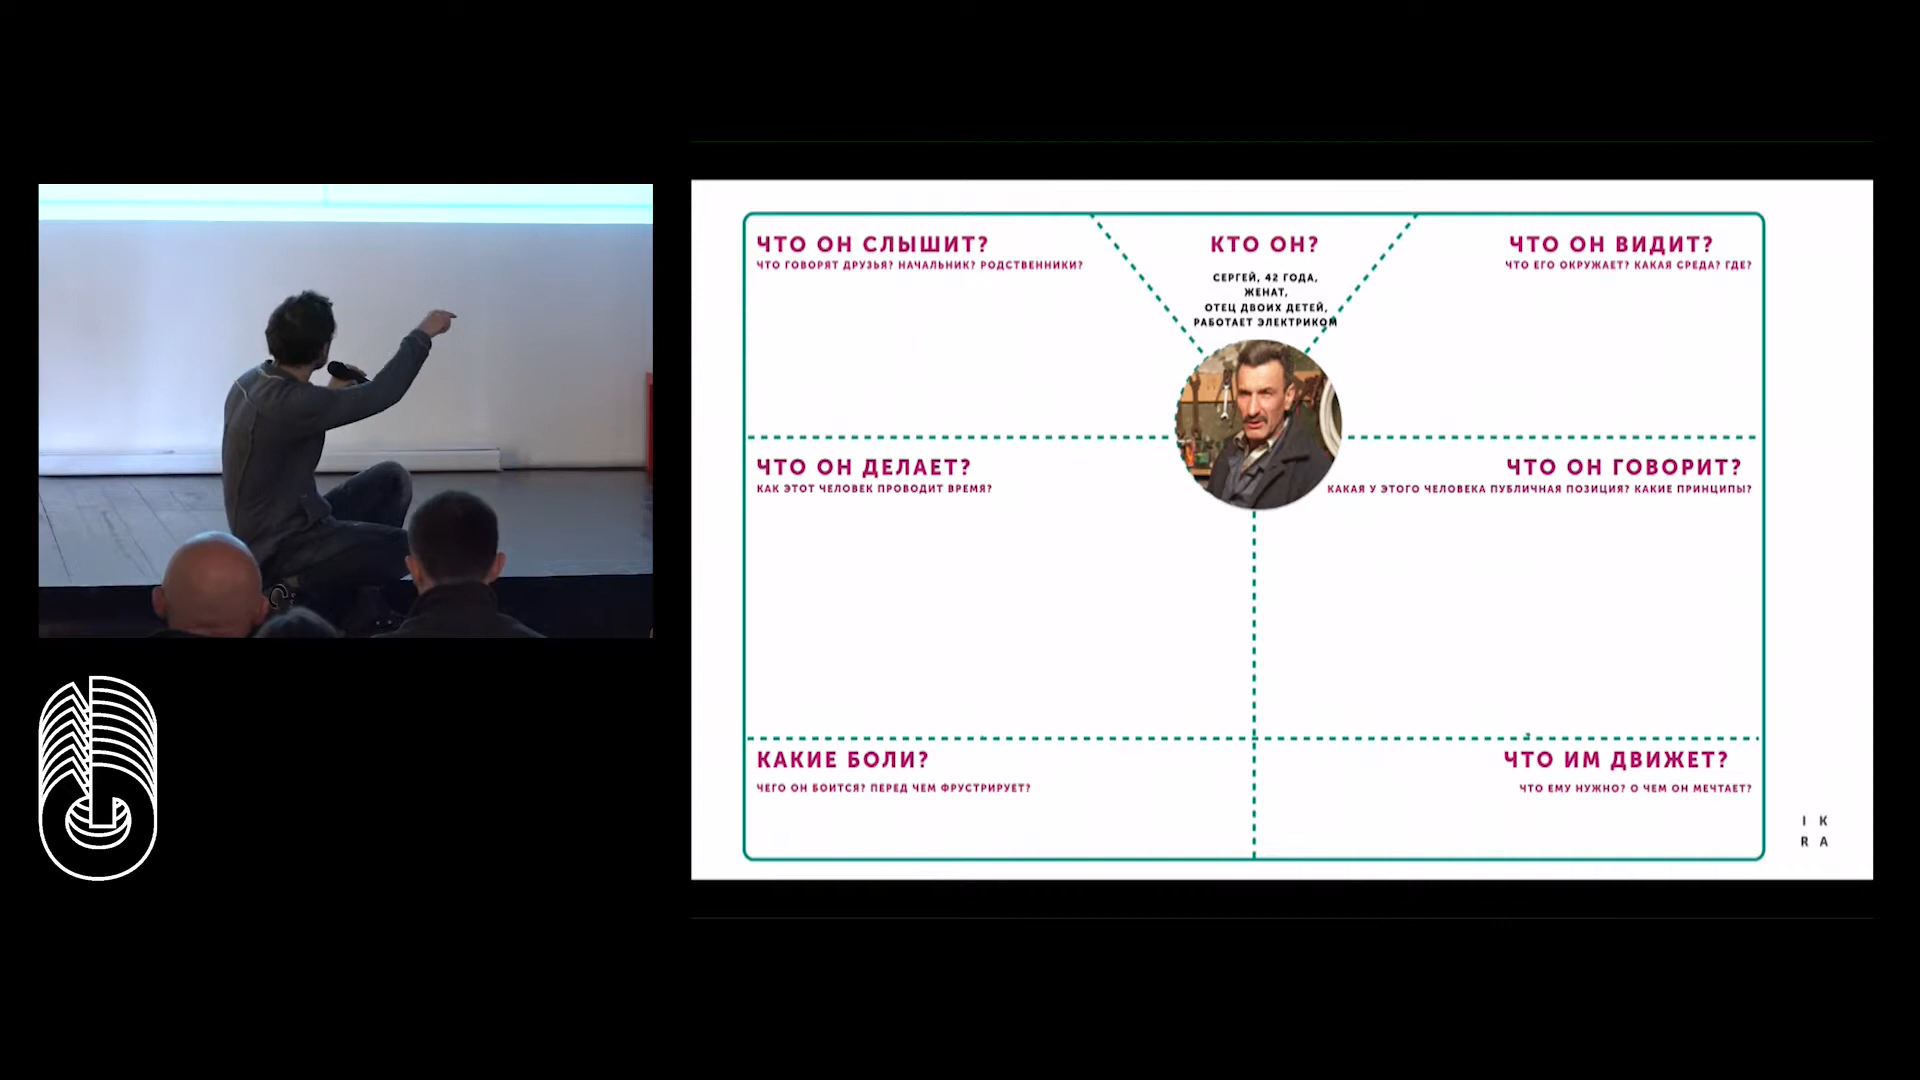 ЧТО ОН СЛЫШИТ?
ЧТО ГОВОРЯТ ДРУЗЬЯ? НАЧАЛЬНИК? РОДСТВЕННИКИ?
КТО ОН?
СЕРГЕЙ, 42 ГОДА,
ЖЕНАТ,
ОТЕЦ ДВОИХ ДЕТЕЙ,
РАБОТАЕТ ЭЛЕКТРИКОМ
ЧТО ОН ВИДИТ?
ЧТО ЕГО ОКРУЖАЕТ? КАКАЯ СРЕДА? ГДЕ?
ЧТО ОН ДЕЛАЕТ?
КАК ЭТОТ ЧЕЛОВЕК ПРОВОДИТ ВРЕМЯ?
ЧТО ОН ГОВОРИТ?
КАКАЯ У ЭТОГО ЧЕЛОВЕКА ПУБЛИЧНАЯ ПОЗИЦИЯ? КАКИЕ ПРИНЦИПЫ?
КАКИЕ БОЛИ?
ЧЕГО ОН БОИТСЯ? ПЕРЕД ЧЕМ ФРУСТРИРУЕТ?
ЧТО ИМ ДВИЖЕТ?
ЧТО ЕМУ НУЖНО? О ЧЕМ ОН МЕЧТАЕТ?
I K
R A